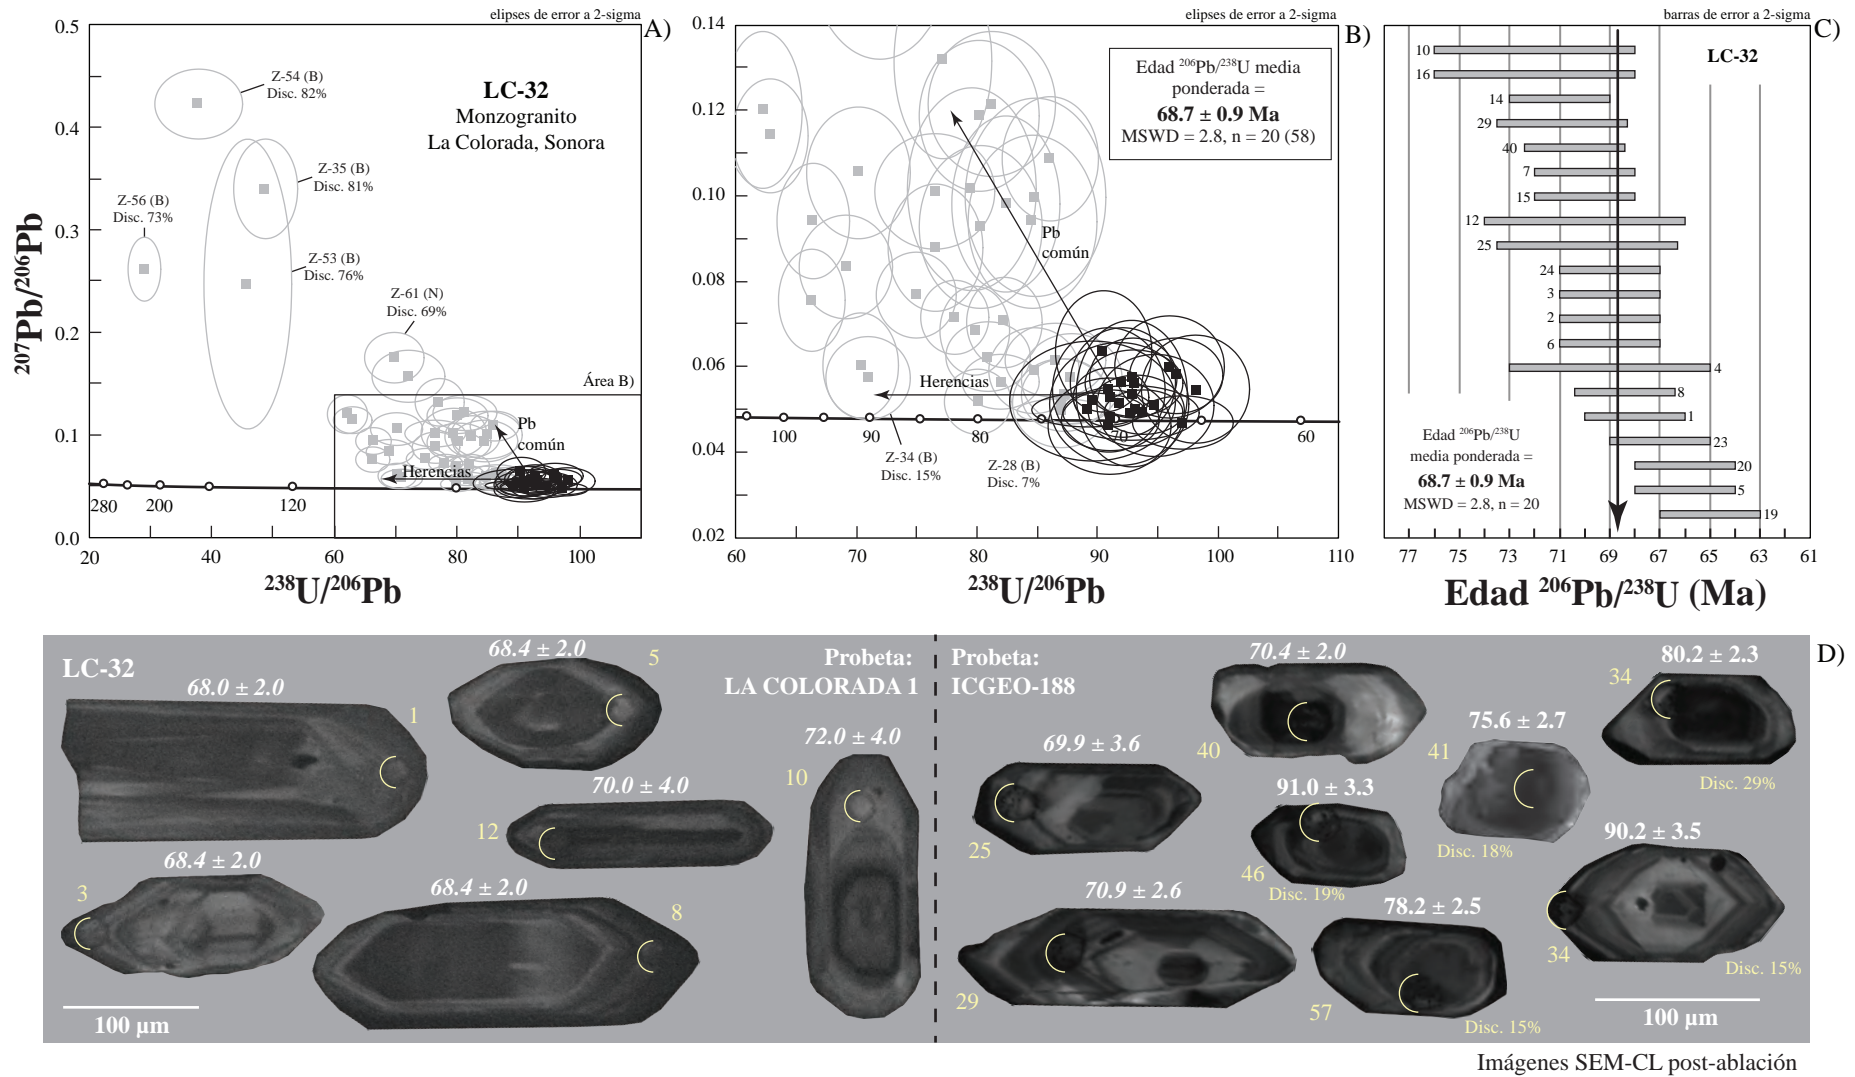 elipses de error a 2-sigma
A)
0.5
0.4
0.3
0.2
0.1
0.0
207Pb/206Pb
Z-54 (B)
Disc. 82%
LC-32
Monzogranito
La Colorada, Sonora
Z-35 (B)
Disc. 81%
Z-56 (B)
Disc. 73%
Z-53 (B)
Disc. 76%
Z-61 (N)
Disc. 69%
Área B)
Pb
común
Herencias
280
200
120
20
40
60
80
100
238U/206Pb
elipses de error a 2-sigma
B)
0.14
0.12
0.10
0.08
0.06
0.04
0.02
Edad 206Pb/238U media
ponderada =
68.7 ± 0.9 Ma
MSWD = 2.8, n = 20 (58)
Pb
común
Herencias
100
90
80
70
60
Z-34 (B)
Disc. 15%
Z-28 (B)
Disc. 7%
60
70
80
90
100
110
238U/206Pb
barras de error a 2-sigma
C)
LC-32
10
16
14
29
40
7
15
12
25
24
3
2
6
4
8
1
23
20
5
19
Edad 206Pb/238U
media ponderada =
68.7 ± 0.9 Ma
MSWD = 2.8, n = 20
77
75
73
71
69
67
65
63
61
Edad 206Pb/238U (Ma)
D)
LC-32
Probeta:
LA COLORADA 1
68.0 ± 2.0
1
68.4 ± 2.0
5
70.0 ± 4.0
12
72.0 ± 4.0
10
68.4 ± 2.0
3
68.4 ± 2.0
8
100 µm
Probeta:
ICGEO-188
70.4 ± 2.0
40
80.2 ± 2.3
34
Disc. 29%
69.9 ± 3.6
25
75.6 ± 2.7
41
Disc. 18%
91.0 ± 3.3
46
Disc. 19%
90.2 ± 3.5
34
Disc. 15%
70.9 ± 2.6
29
78.2 ± 2.5
57
Disc. 15%
100 µm
Imágenes SEM-CL post-ablación